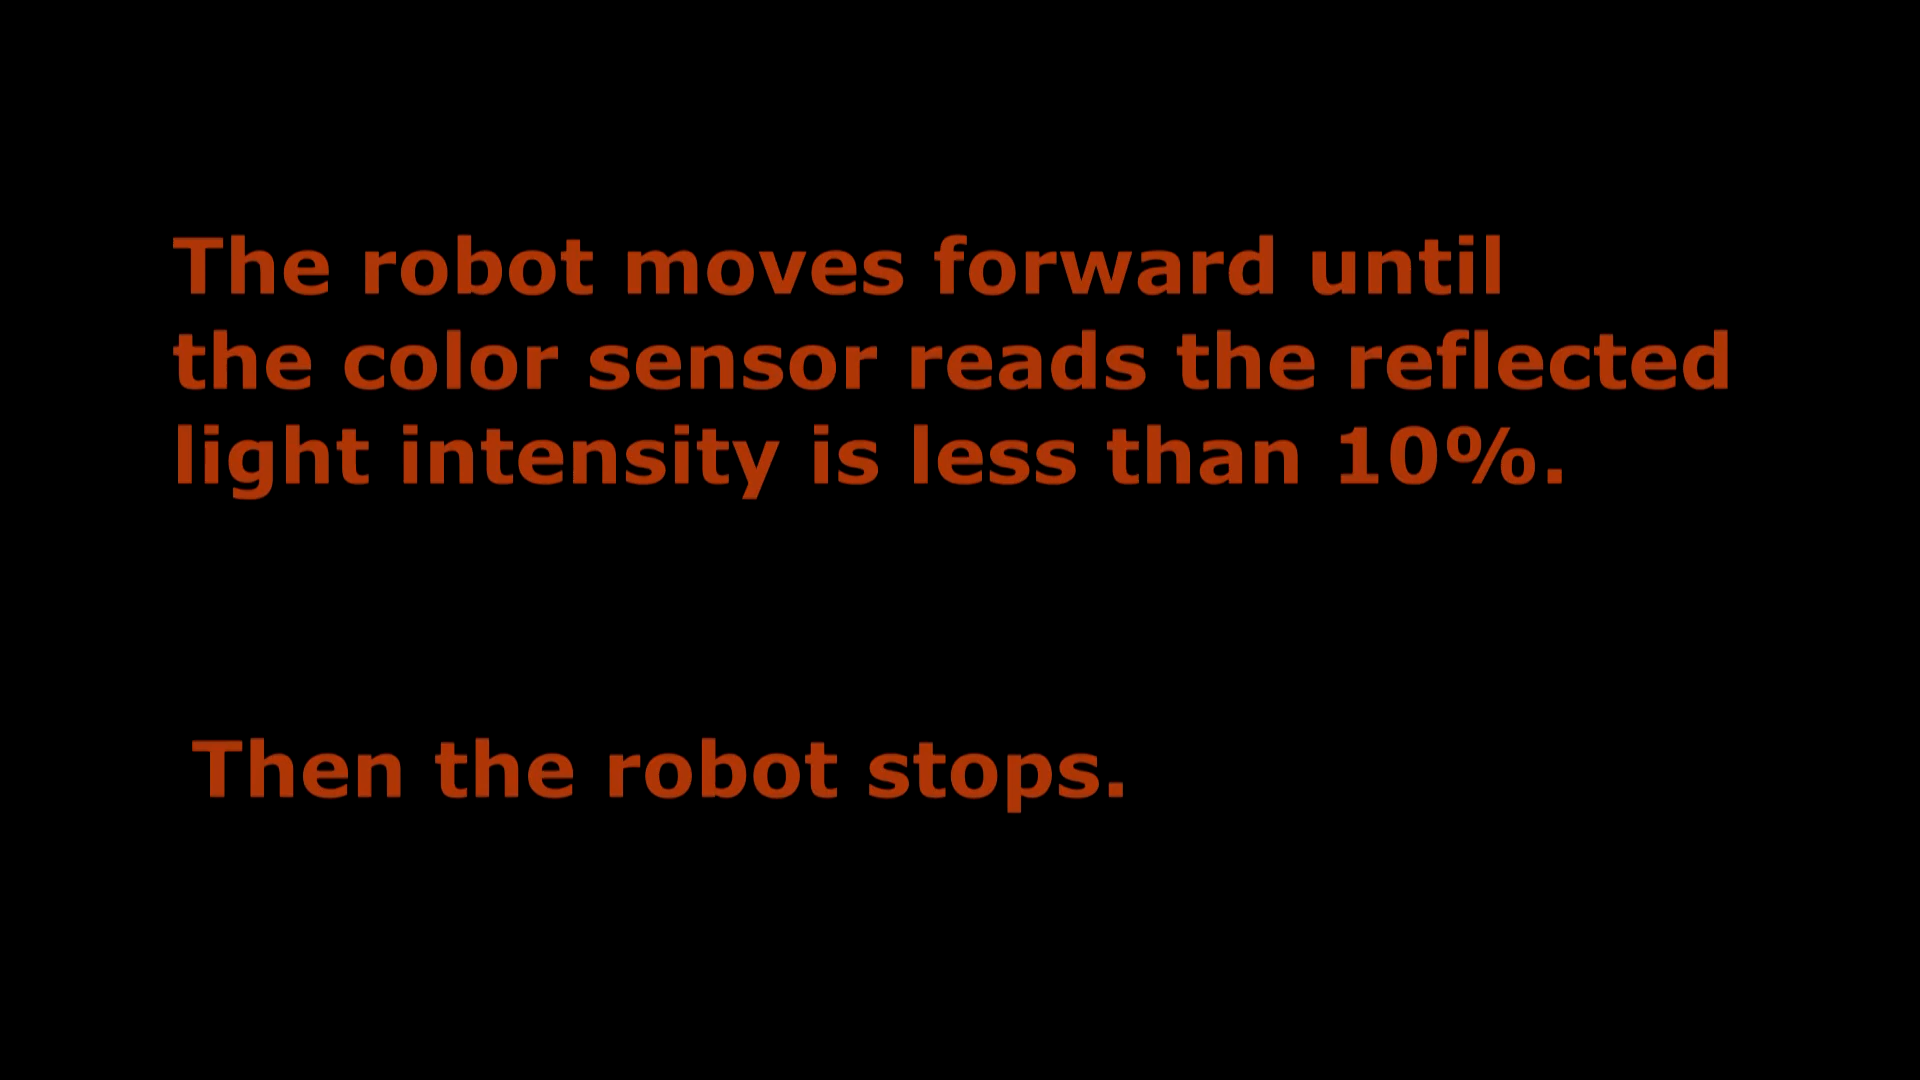 The robot moves forward until
the color sensor reads the reflected
light intensity is less than 10%.
Then the robot stops.